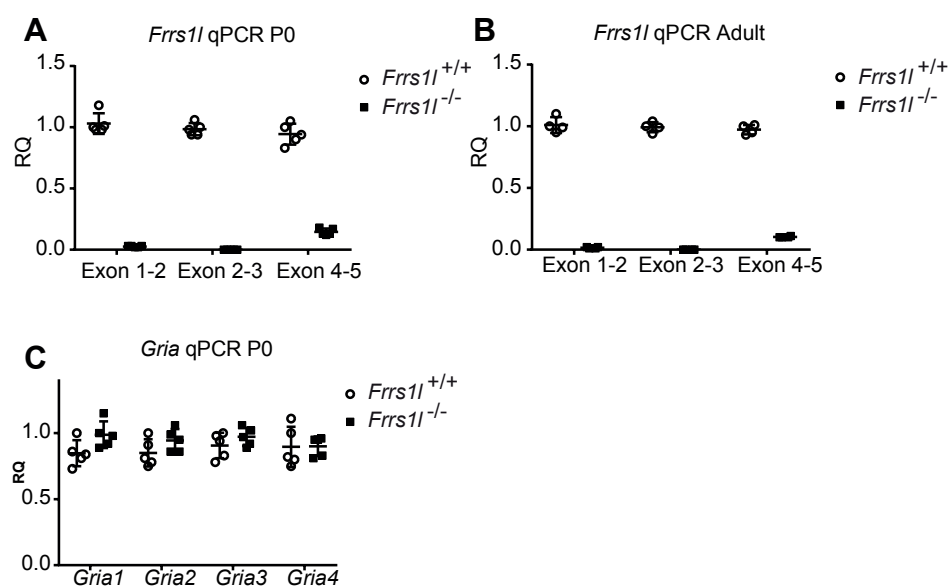 A
Frrs1l qPCR P0
1.5
1.0
0.5
0.0
RQ
Exon 1-2 Exon 2-3 Exon 4-5
Frrs1l +/+
Frrs1l -/-
B
Frrs1l qPCR Adult
1.5
1.0
0.5
0.0
RQ
Exon 1-2 Exon 2-3 Exon 4-5
Frrs1l +/+
Frrs1l -/-
C
Gria qPCR P0
1.0
0.5
0.0
RQ
Gria1 Gria2 Gria3 Gria4
Frrs1l +/+
Frrs1l -/-